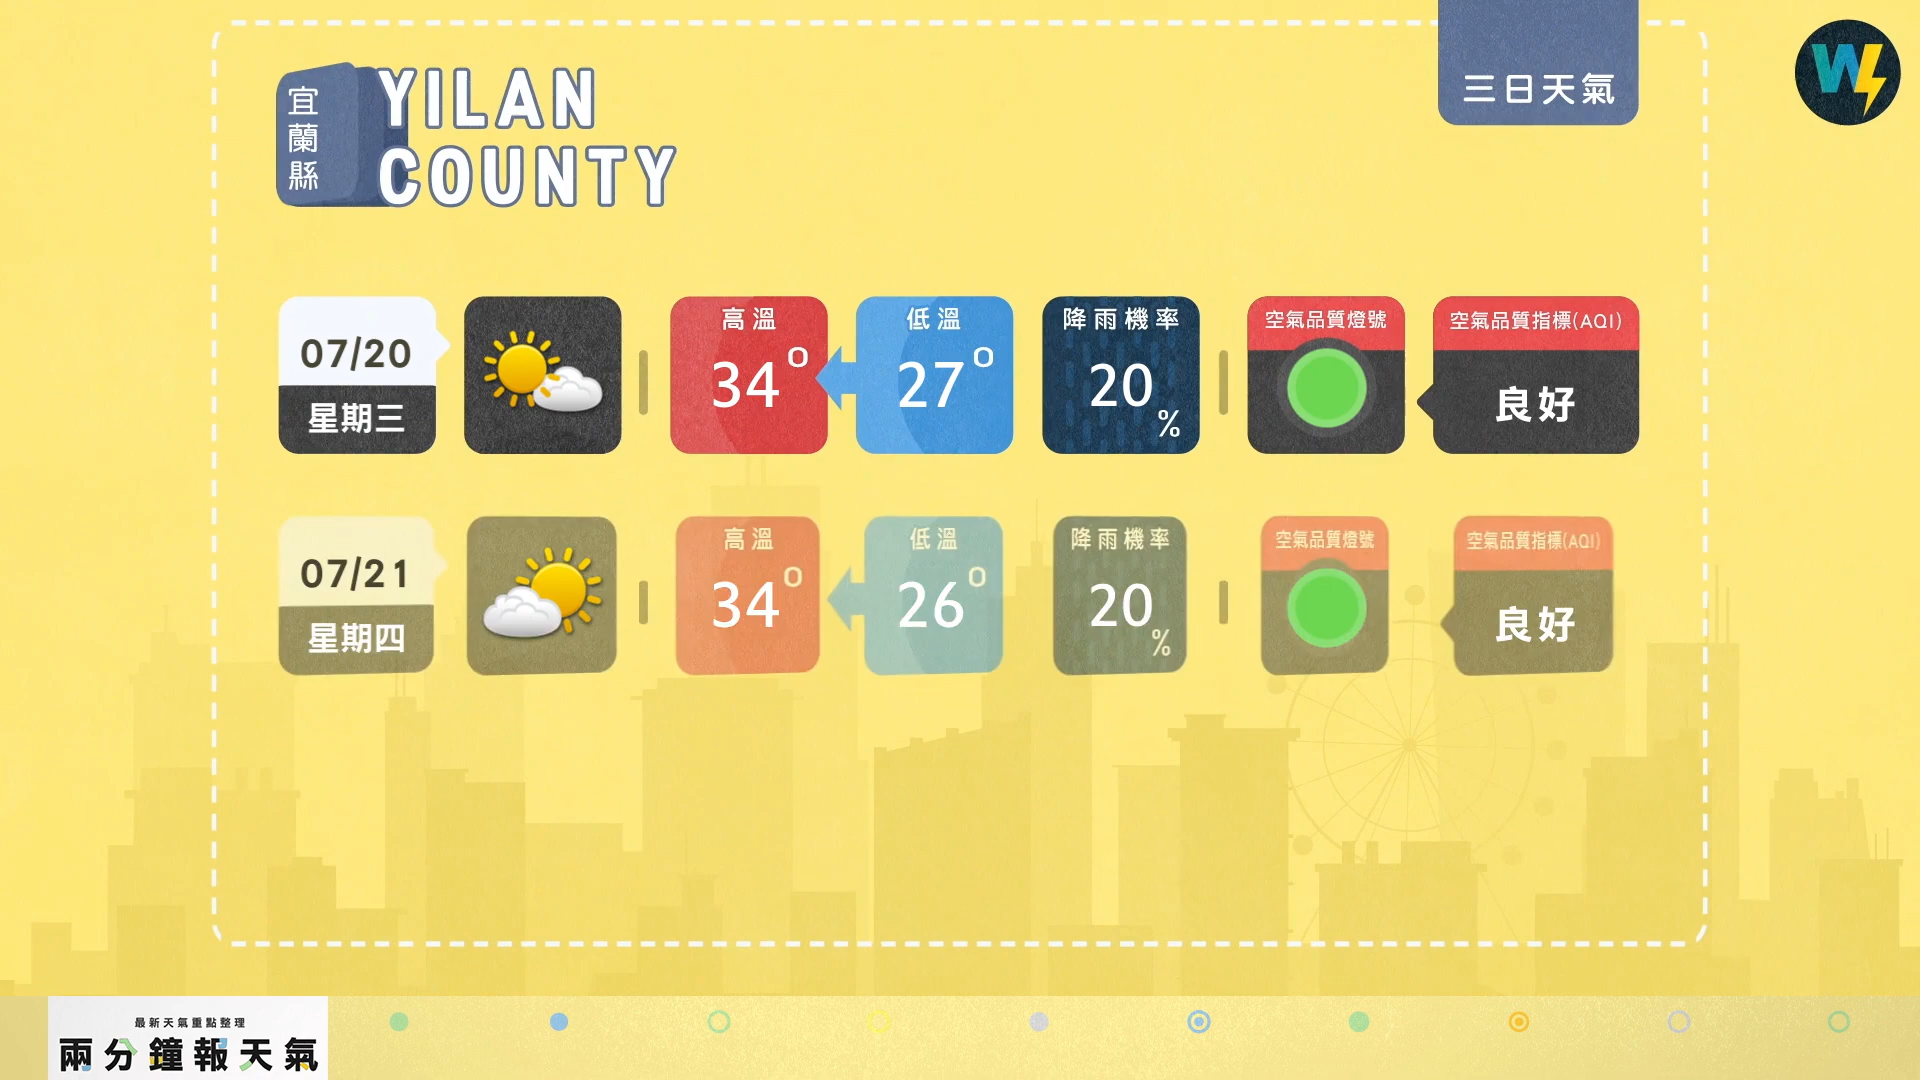 宜蘭縣
YILAN
COUNTY
三日天氣
W
07/20
星期三
高溫
34°
低溫
27°
降雨機率
20%
空氣品質燈號
空氣品質指標(AQI)
良好
07/21
星期四
高溫
34°
低溫
26°
降雨機率
20%
空氣品質燈號
空氣品質指標(AQI)
良好
最新天氣重點整理
兩分鐘報天氣